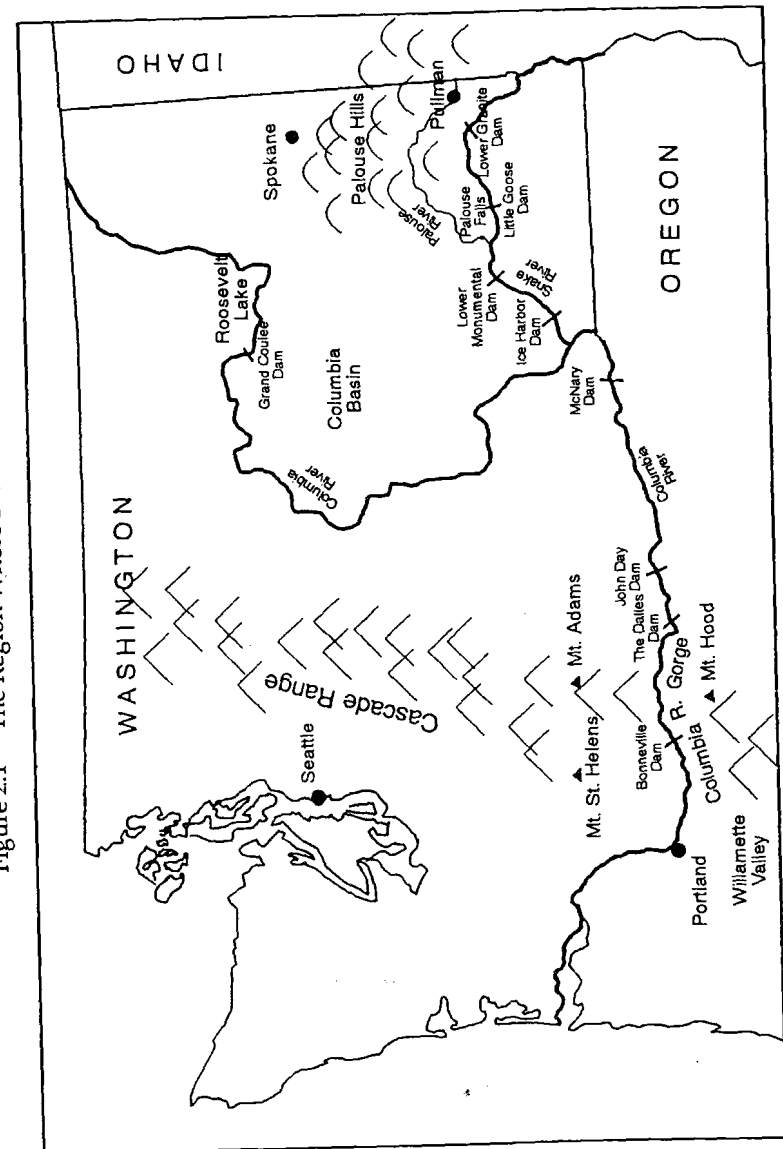 Figure 2.1 The Region
WASHINGTON
IDAHO
OREGON
Spokane
Palouse Hills
Pullman
Palouse
River
Palouse
Falls
Lower Granite
Dam
Little Goose
Dam
Lower
Monumental
Dam
Snake
River
Ice Harbor
Dam
Roosevelt
Lake
Grand Coulee
Dam
Columbia
Basin
Columbia
River
McNary
Dam
Columbia
River
Cascade Range
Seattle
Mt. St. Helens
Mt. Adams
John Day
Dam
The Dalles
Dam
Bonneville
Dam
Columbia R. Gorge
Mt. Hood
Portland
Willamette
Valley